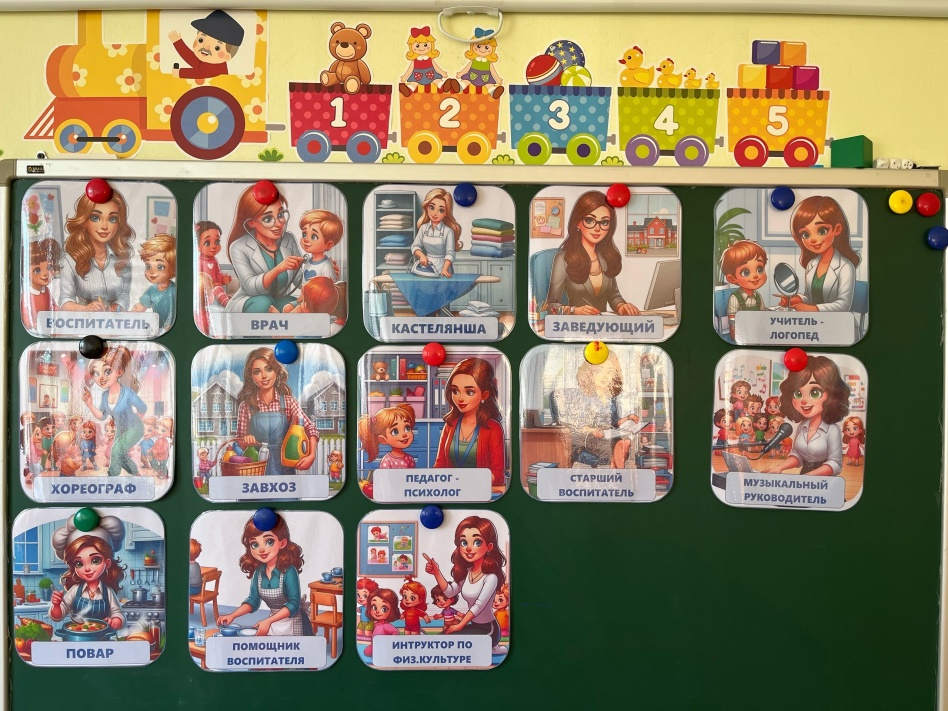 1 2 3 4 5
ВОСПИТАТЕЛЬ
ВРАЧ
КАСТЕЛЯНША
ЗАВЕДУЮЩИЙ
УЧИТЕЛЬ -
ЛОГОПЕД
ХОРЕОГРАФ
ЗАВХОЗ
ПЕДАГОГ -
ПСИХОЛОГ
СТАРШИЙ
ВОСПИТАТЕЛЬ
МУЗЫКАЛЬНЫЙ
РУКОВОДИТЕЛЬ
ПОВАР
ПОМОЩНИК
ВОСПИТАТЕЛЯ
ИНТРУКТОР ПО
ФИЗ.КУЛЬТУРЕ